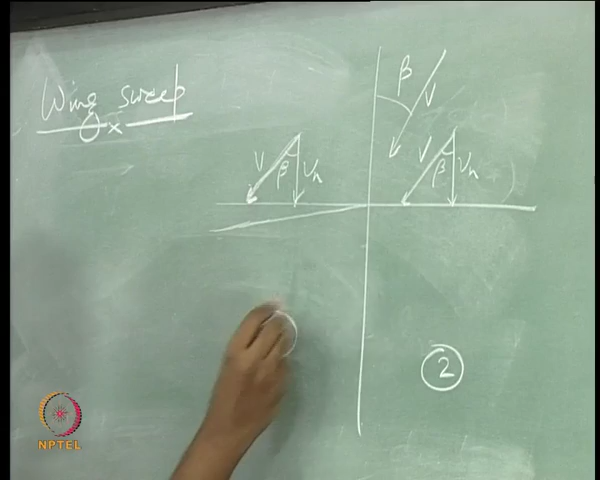 Wing sweep
x
β
V
V β Vn
V β Vn
2
NPTEL